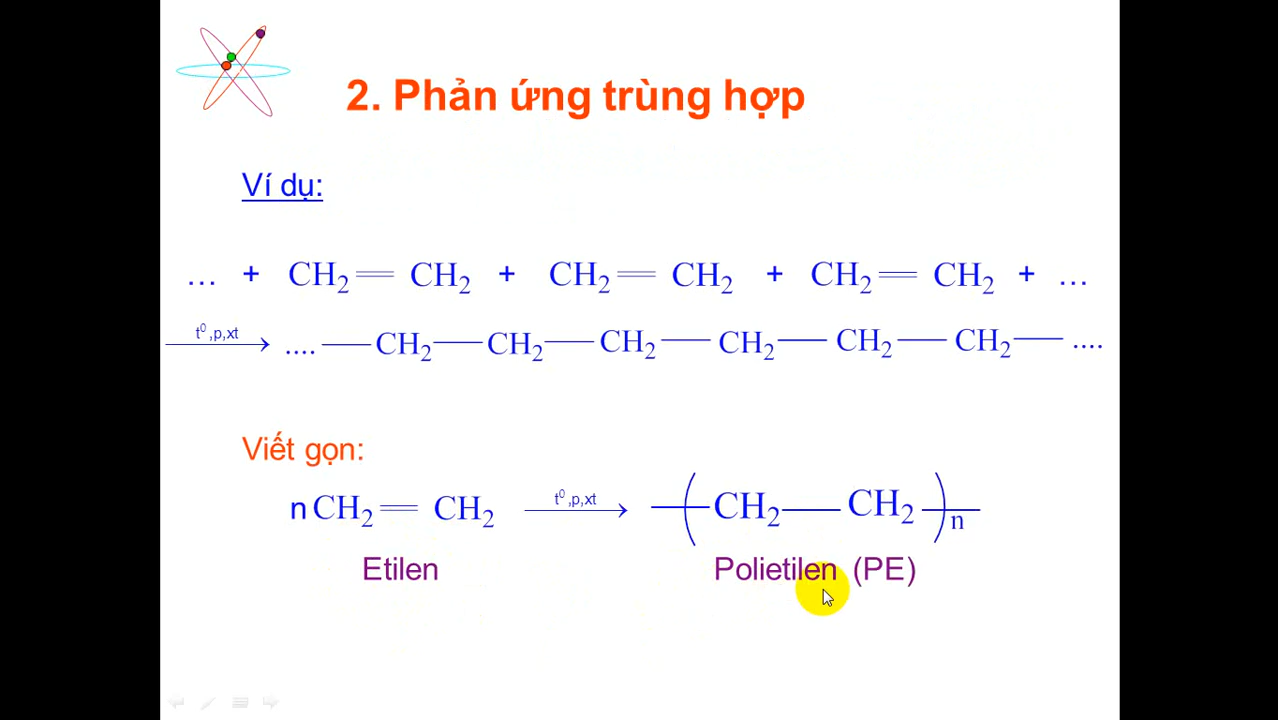 2. Phản ứng trùng hợp
Ví dụ:
... + CH₂ ═ CH₂ + CH₂ ═ CH₂ + CH₂ ═ CH₂ + ...
t⁰,p,xt
→ .... — CH₂ — CH₂ — CH₂ — CH₂ — CH₂ — CH₂ — ....
Viết gọn:
nCH₂ ═ CH₂ t⁰,p,xt → —( CH₂ — CH₂ )—n
Etilen Polietilen (PE)